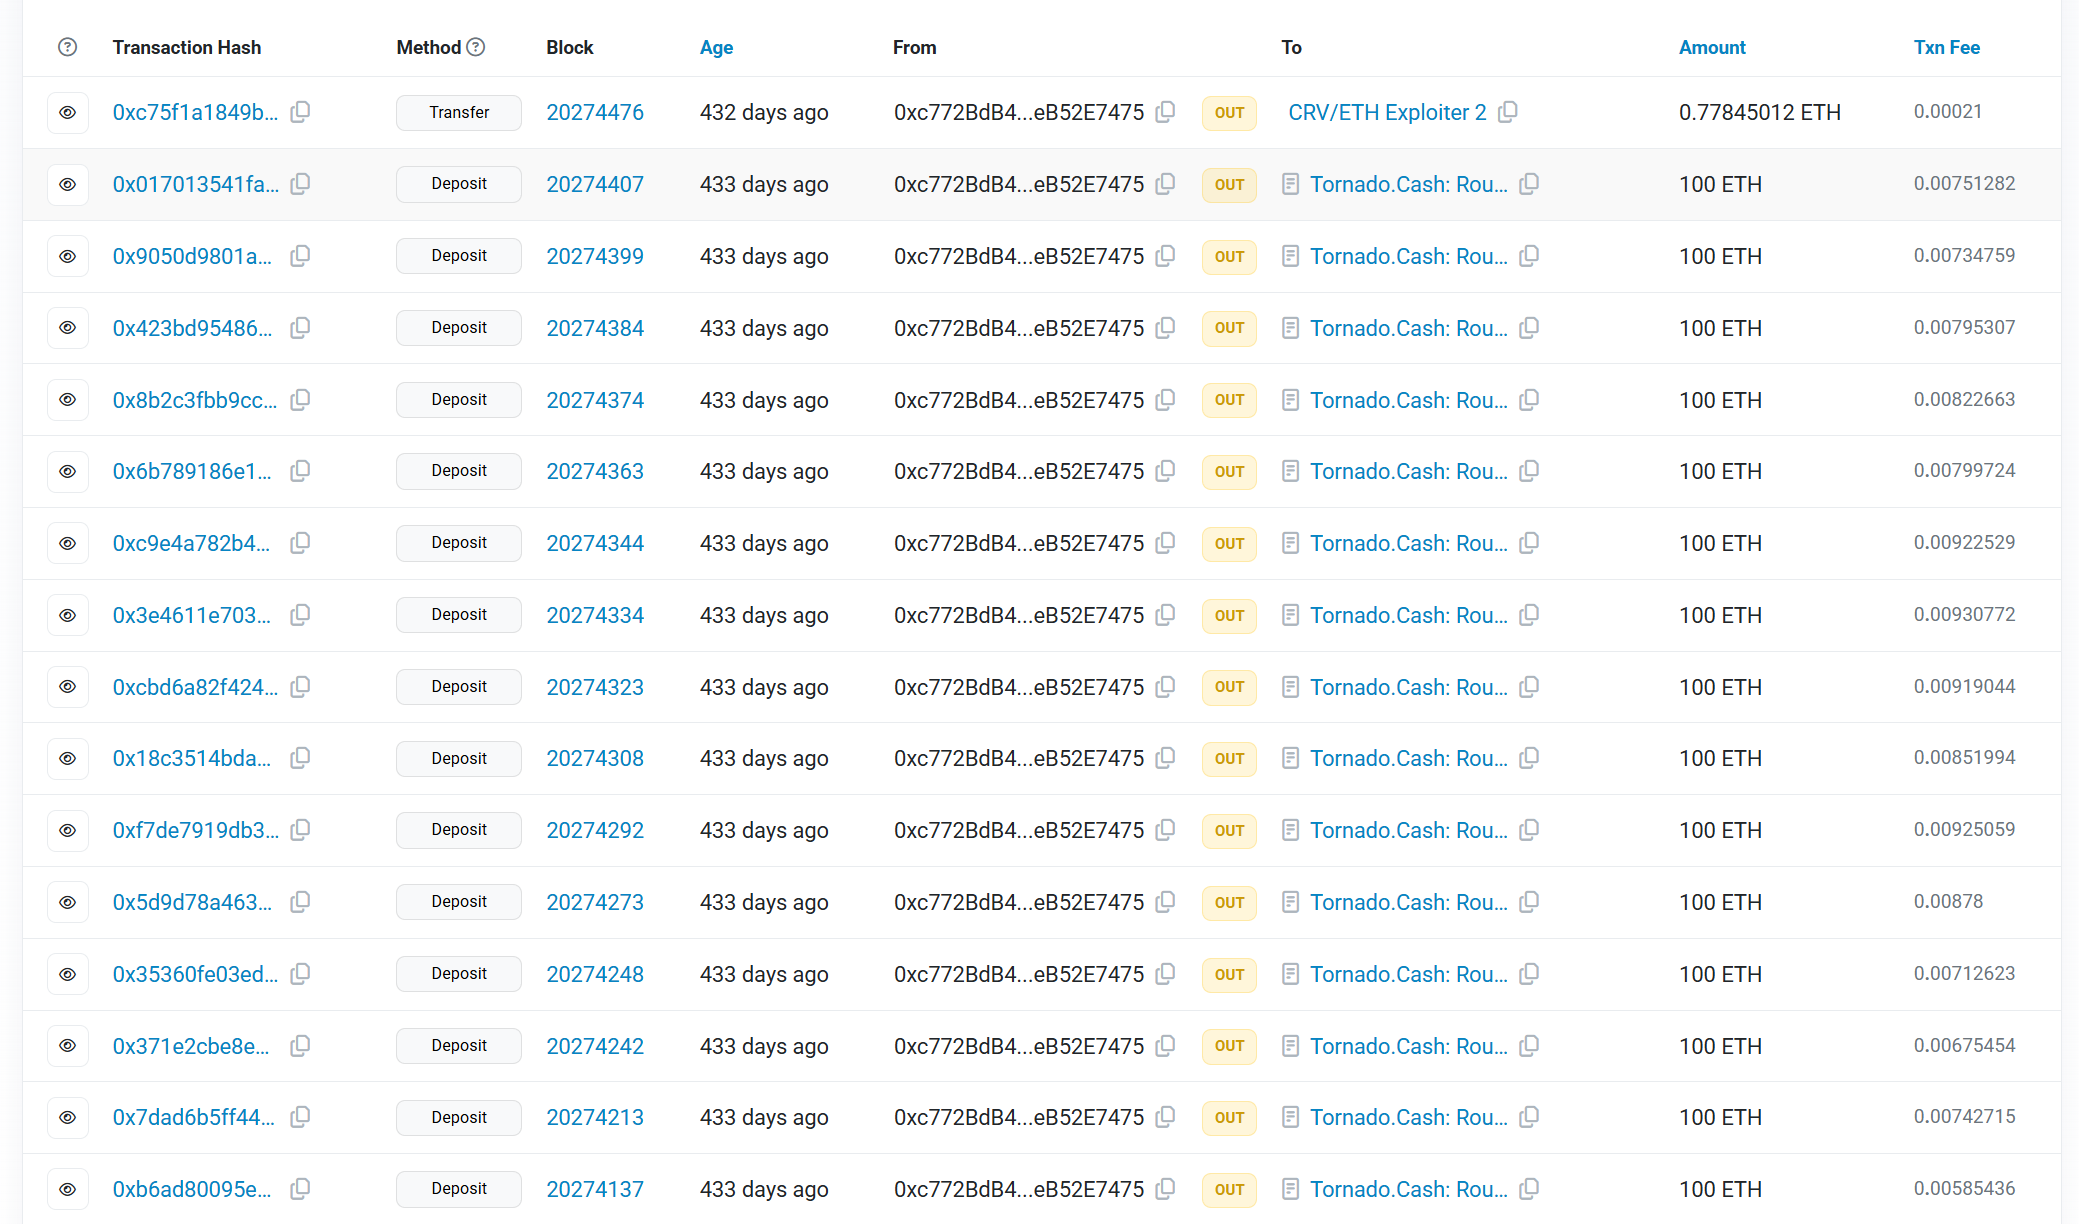 Transaction Hash Method Block Age From To Amount Txn Fee
0xc75f1a1849b... Transfer 20274476 432 days ago 0xc772BdB4...eB52E7475 OUT CRV/ETH Exploiter 2 0.77845012 ETH 0.00021
0x017013541fa... Deposit 20274407 433 days ago 0xc772BdB4...eB52E7475 OUT Tornado.Cash: Rou... 100 ETH 0.00751282
0x9050d9801a... Deposit 20274399 433 days ago 0xc772BdB4...eB52E7475 OUT Tornado.Cash: Rou... 100 ETH 0.00734759
0x423bd95486... Deposit 20274384 433 days ago 0xc772BdB4...eB52E7475 OUT Tornado.Cash: Rou... 100 ETH 0.00795307
0x8b2c3fbb9cc... Deposit 20274374 433 days ago 0xc772BdB4...eB52E7475 OUT Tornado.Cash: Rou... 100 ETH 0.00822663
0x6b789186e1... Deposit 20274363 433 days ago 0xc772BdB4...eB52E7475 OUT Tornado.Cash: Rou... 100 ETH 0.00799724
0xc9e4a782b4... Deposit 20274344 433 days ago 0xc772BdB4...eB52E7475 OUT Tornado.Cash: Rou... 100 ETH 0.00922529
0x3e4611e703... Deposit 20274334 433 days ago 0xc772BdB4...eB52E7475 OUT Tornado.Cash: Rou... 100 ETH 0.00930772
0xcbd6a82f424... Deposit 20274323 433 days ago 0xc772BdB4...eB52E7475 OUT Tornado.Cash: Rou... 100 ETH 0.00919044
0x18c3514bda... Deposit 20274308 433 days ago 0xc772BdB4...eB52E7475 OUT Tornado.Cash: Rou... 100 ETH 0.00851994
0xf7de7919db3... Deposit 20274292 433 days ago 0xc772BdB4...eB52E7475 OUT Tornado.Cash: Rou... 100 ETH 0.00925059
0x5d9d78a463... Deposit 20274273 433 days ago 0xc772BdB4...eB52E7475 OUT Tornado.Cash: Rou... 100 ETH 0.00878
0x35360fe03ed... Deposit 20274248 433 days ago 0xc772BdB4...eB52E7475 OUT Tornado.Cash: Rou... 100 ETH 0.00712623
0x371e2cbe8e... Deposit 20274242 433 days ago 0xc772BdB4...eB52E7475 OUT Tornado.Cash: Rou... 100 ETH 0.00675454
0x7dad6b5ff44... Deposit 20274213 433 days ago 0xc772BdB4...eB52E7475 OUT Tornado.Cash: Rou... 100 ETH 0.00742715
0xb6ad80095e... Deposit 20274137 433 days ago 0xc772BdB4...eB52E7475 OUT Tornado.Cash: Rou... 100 ETH 0.00585436